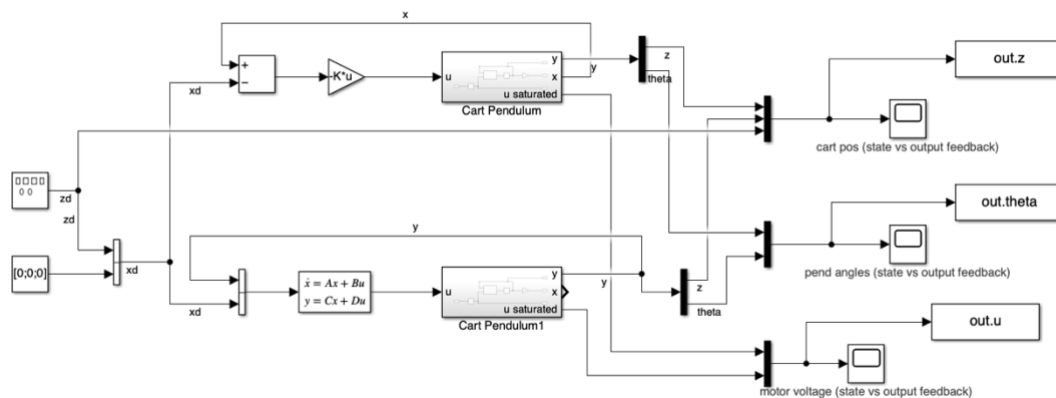 x
+
−
xd
-K*u
u
y
x
u saturated
Cart Pendulum
y
z
theta
out.z
cart pos (state vs output feedback)
zd
zd
[0;0;0]
xd
out.theta
pend angles (state vs output feedback)
y
xd
ẋ = Ax + Bu
y = Cx + Du
u
y
x
u saturated
Cart Pendulum1
y
z
theta
out.u
motor voltage (state vs output feedback)